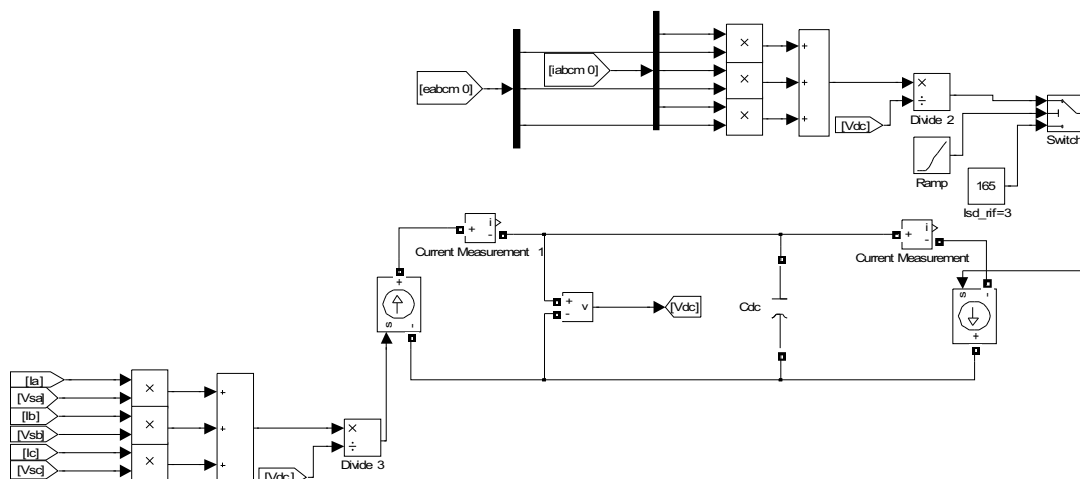 [eabcm 0]
[iabcm 0]
×
×
×
+
+
+
[Vdc]
×
÷
Divide 2
Ramp
165
Isd_rif=3
Switch
+
i
-
Current Measurement 1
+
i
-
Current Measurement
+
s
-
+
-
v
[Vdc]
Cdc
s
-
+
[Ia]
[Vsa]
[Ib]
[Vsb]
[Ic]
[Vsc]
×
×
×
+
+
+
[Vdc]
×
÷
Divide 3